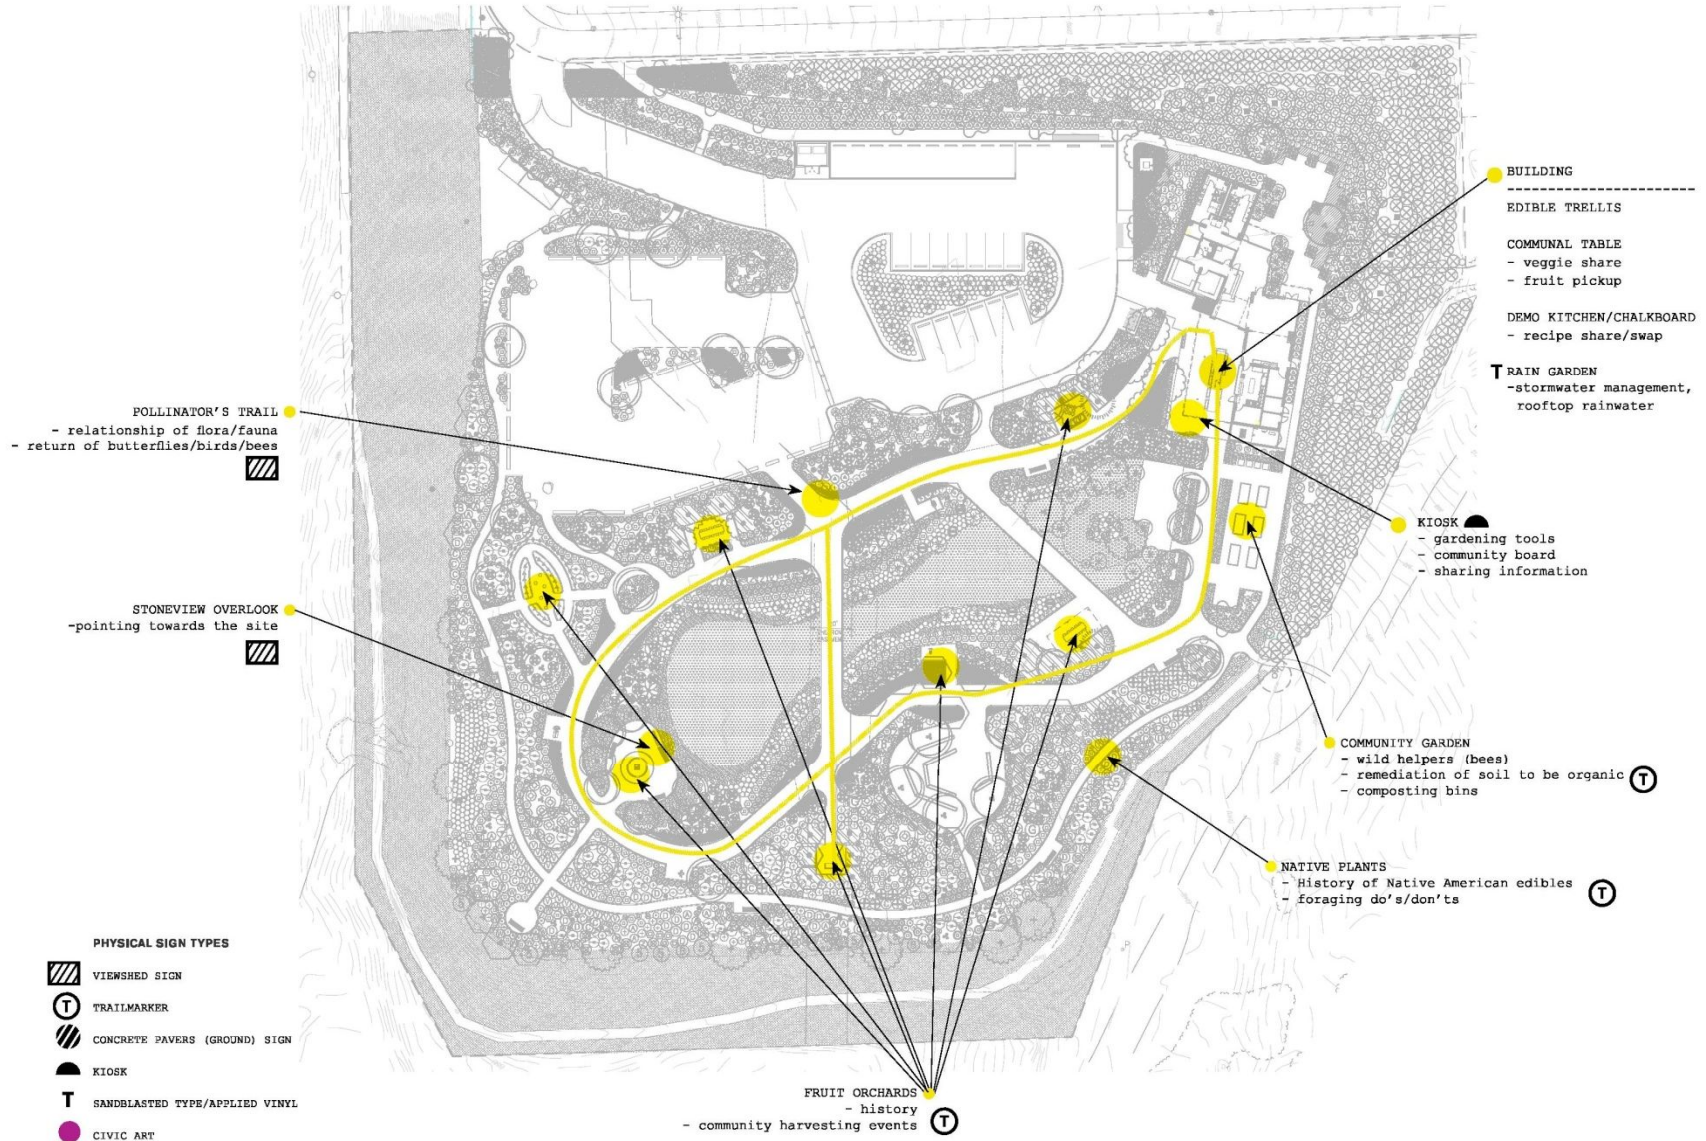 BUILDING
EDIBLE TRELLIS
COMMUNAL TABLE
- veggie share
- fruit pickup
DEMO KITCHEN/CHALKBOARD
- recipe share/swap
T RAIN GARDEN
-stormwater management,
rooftop rainwater
POLLINATOR'S TRAIL
- relationship of flora/fauna
- return of butterflies/birds/bees
KIOSK
- gardening tools
- community board
- sharing information
STONEVIEW OVERLOOK
-pointing towards the site
COMMUNITY GARDEN
- wild helpers (bees)
- remediation of soil to be organic T
- composting bins
NATIVE PLANTS
- History of Native American edibles
- foraging do's/don'ts T
PHYSICAL SIGN TYPES
VIEWSHED SIGN
T TRAILMARKER
CONCRETE PAVERS (GROUND) SIGN
KIOSK
T SANDBLASTED TYPE/APPLIED VINYL
CIVIC ART
FRUIT ORCHARDS
- history
- community harvesting events T